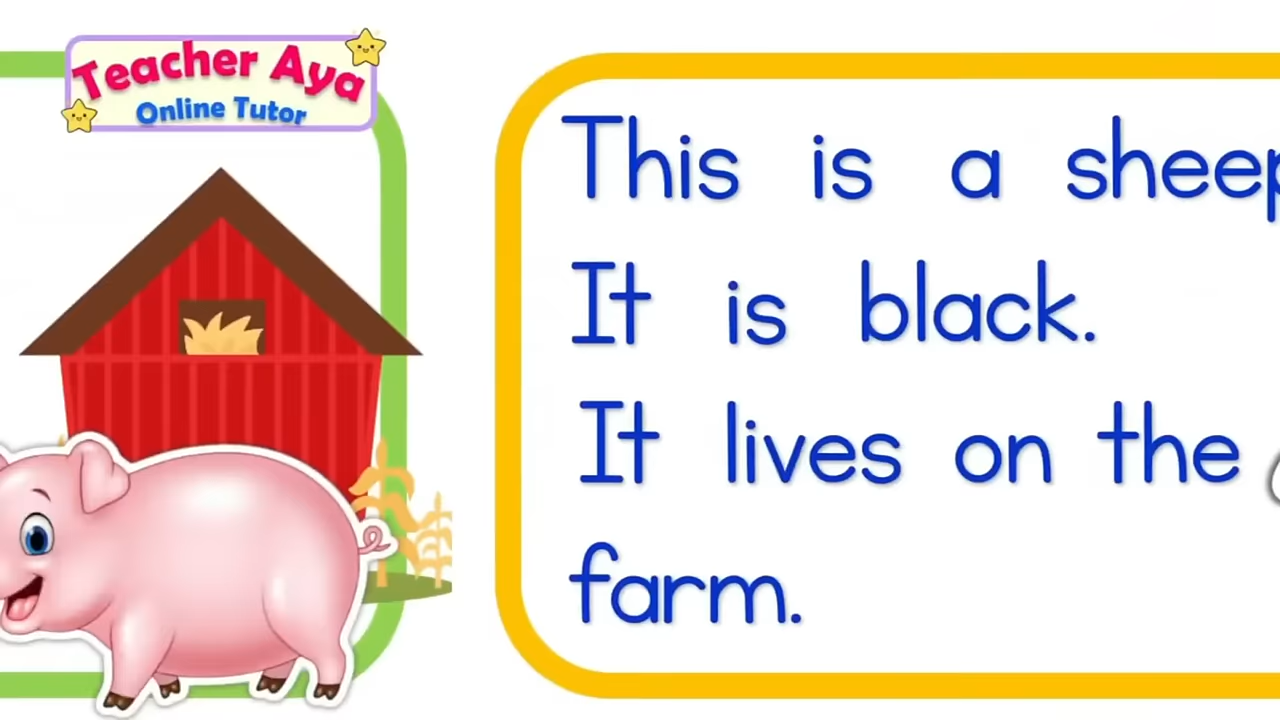 Teacher Aya
Online Tutor
This is a sheep
It is black.
It lives on the
farm.